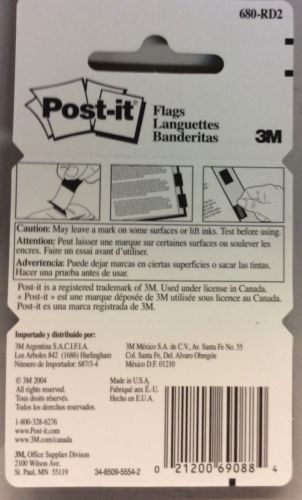 680-RD2
Post-it
Flags
Languettes
Banderitas
3M
Caution: May leave a mark on some surfaces or lift inks. Test before using.
Attention: Peut laisser une marque sur certaines surfaces ou soulever les
encres. Faire un essai avant d'utiliser.
Advertencia: Puede dejar marcas en ciertas superficies o sacar las tintas.
Hacer una prueba antes de usar.
Post-it is a registered trademark of 3M. Used under license in Canada.
« Post-it » est une marque déposée de 3M utilisée sous licence au Canada.
Post-it es una marca registrada de 3M.
Importado y distribuido por:
3M Argentina S.A.C.I.F.I.A.
Los Arboles 842 (1686) Hurlingham
Número de Importador: 687/3-4
3M México S.A. de C.V., Av. Santa Fe No. 55
Col. Santa Fe, Del. Alvaro Obregón
México D.F. 01210
© 3M 2004
All rights reserved.
Tous droits réservés.
Todos los derechos reservados.
Made in U.S.A.
Fabriqué aux É.-U.
Hecho en E.U.A.
1-800-328-6276
www.Post-it.com
www.3M.com/canada
3M, Office Supplies Divison
2100 Wilson Ave.
St. Paul, MN 55119
34-8509-5554-2
0 21200 69088 4